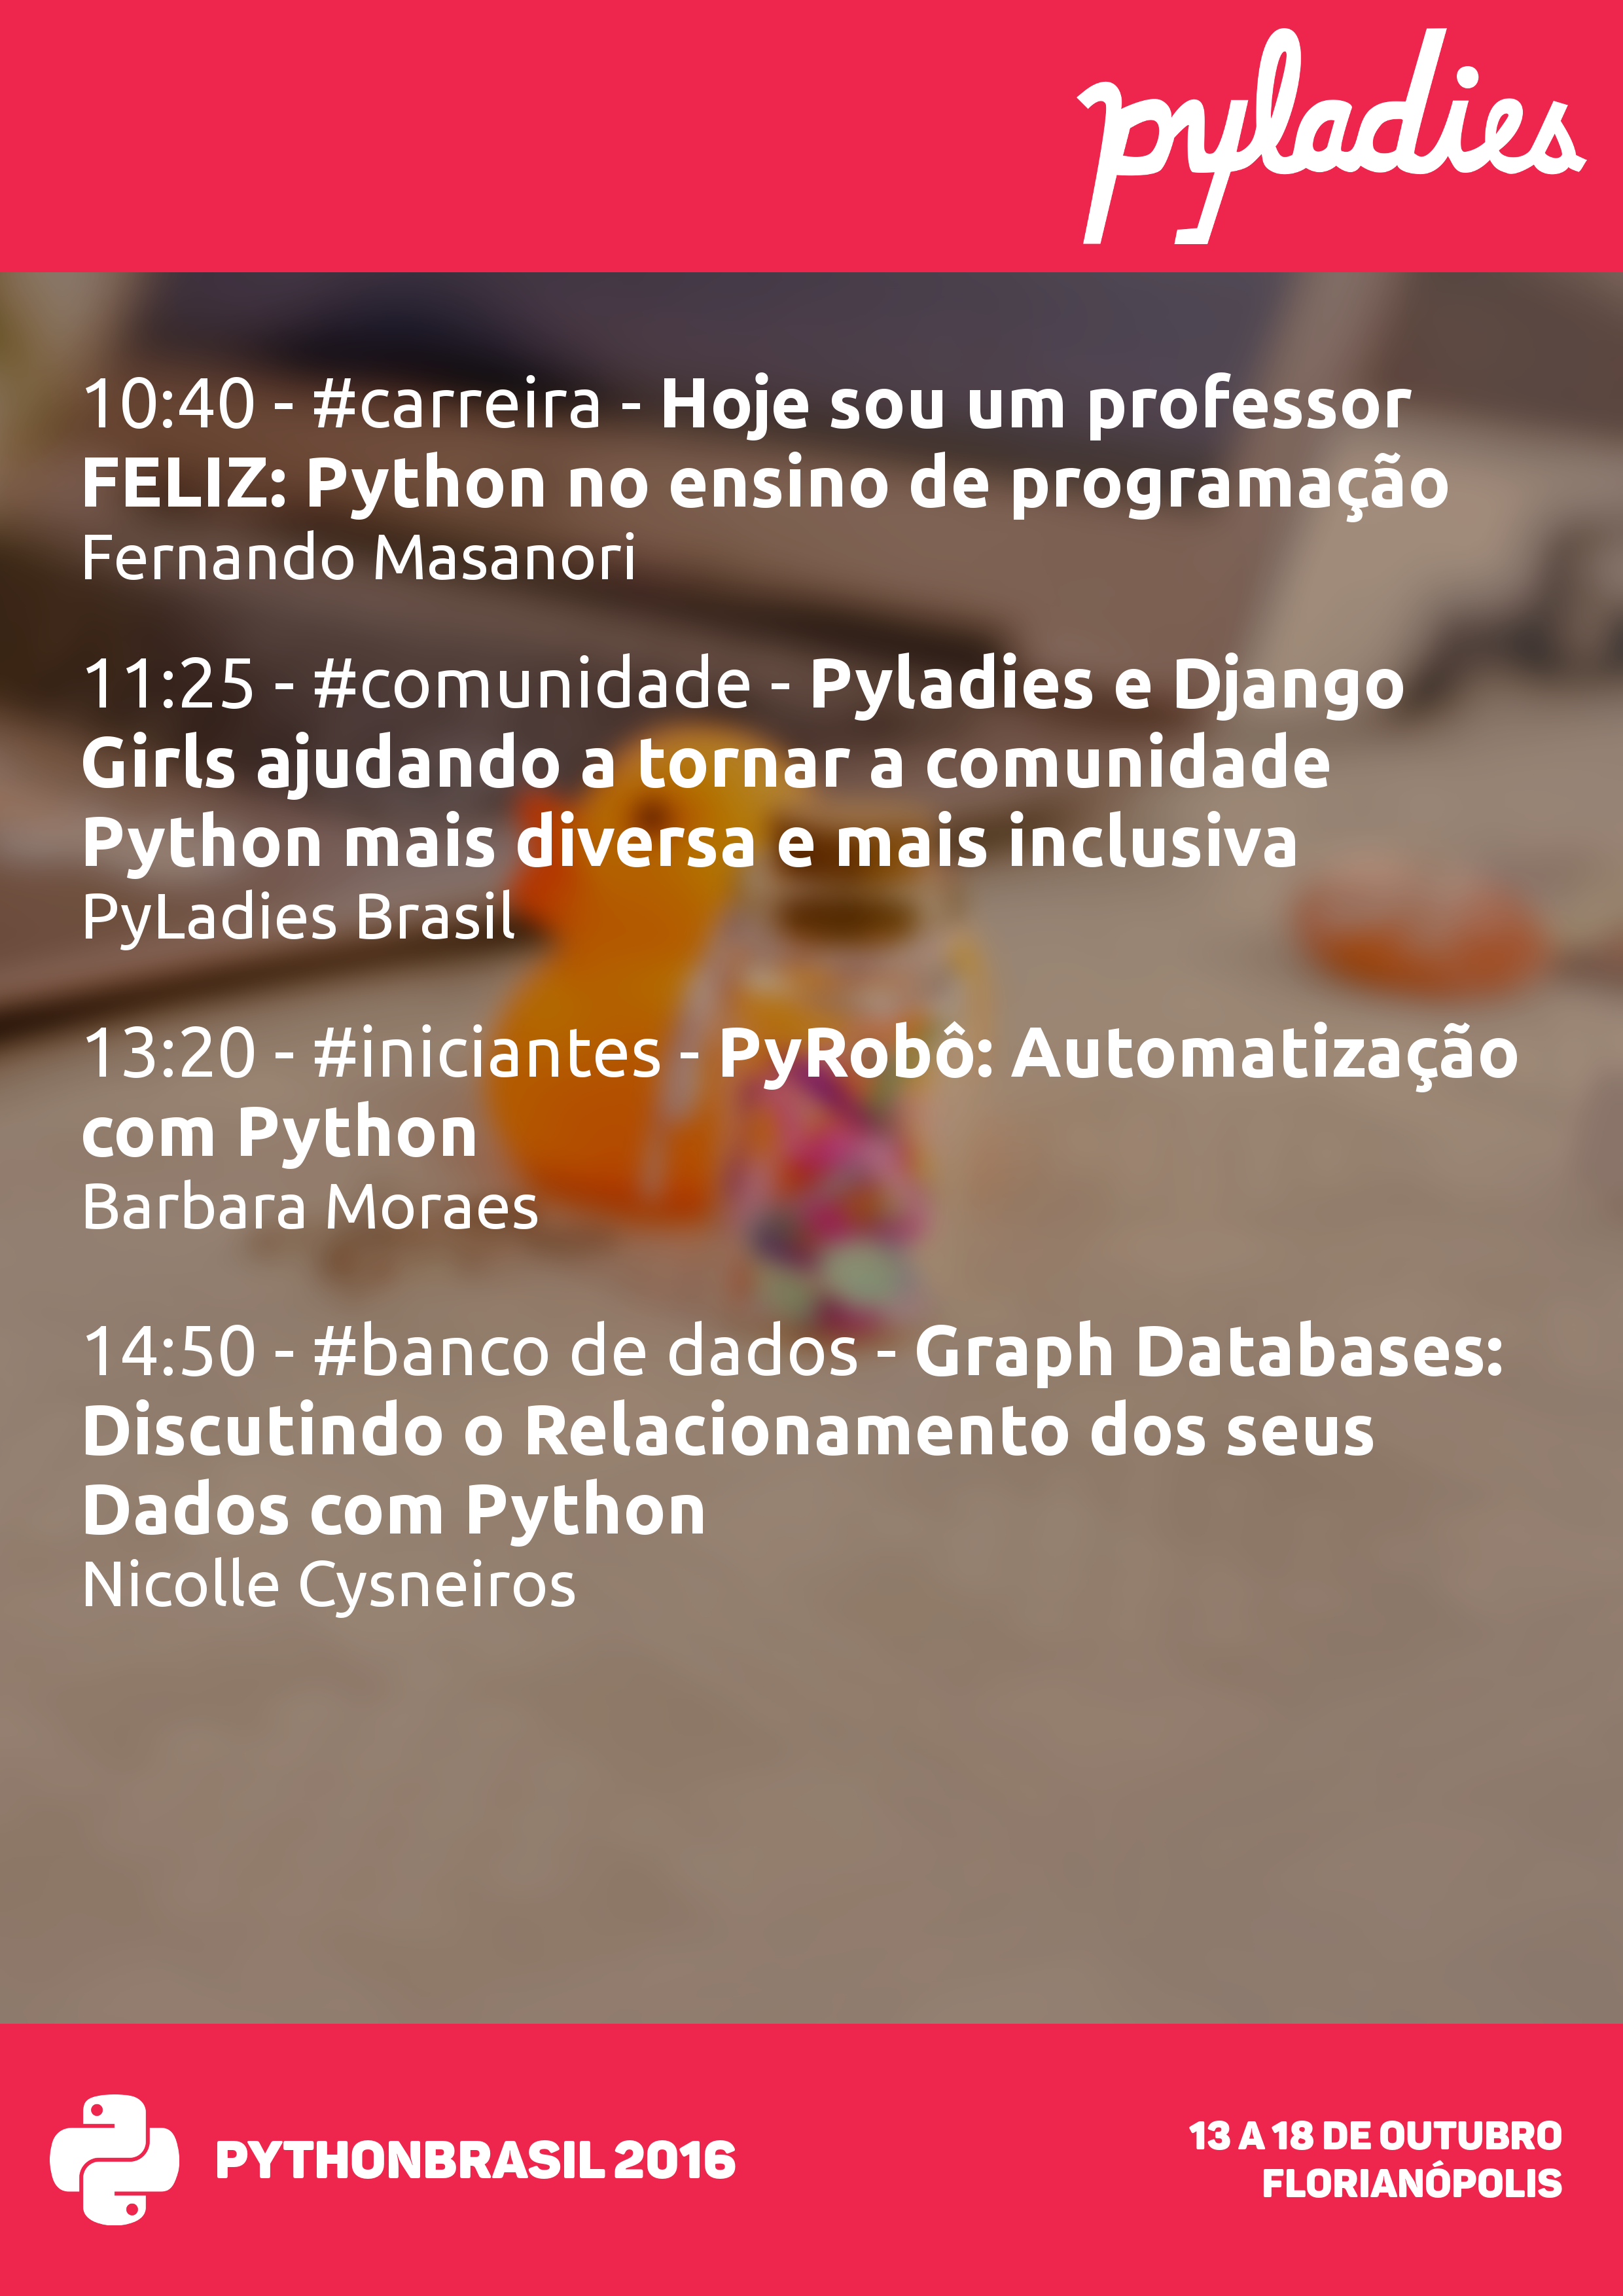 pyladies
10:40 - #carreira - Hoje sou um professor
FELIZ: Python no ensino de programação
Fernando Masanori
11:25 - #comunidade - Pyladies e Django
Girls ajudando a tornar a comunidade
Python mais diversa e mais inclusiva
PyLadies Brasil
13:20 - #iniciantes - PyRobô: Automatização
com Python
Barbara Moraes
14:50 - #banco de dados - Graph Databases:
Discutindo o Relacionamento dos seus
Dados com Python
Nicolle Cysneiros
PYTHONBRASIL 2016
13 A 18 DE OUTUBRO
FLORIANÓPOLIS